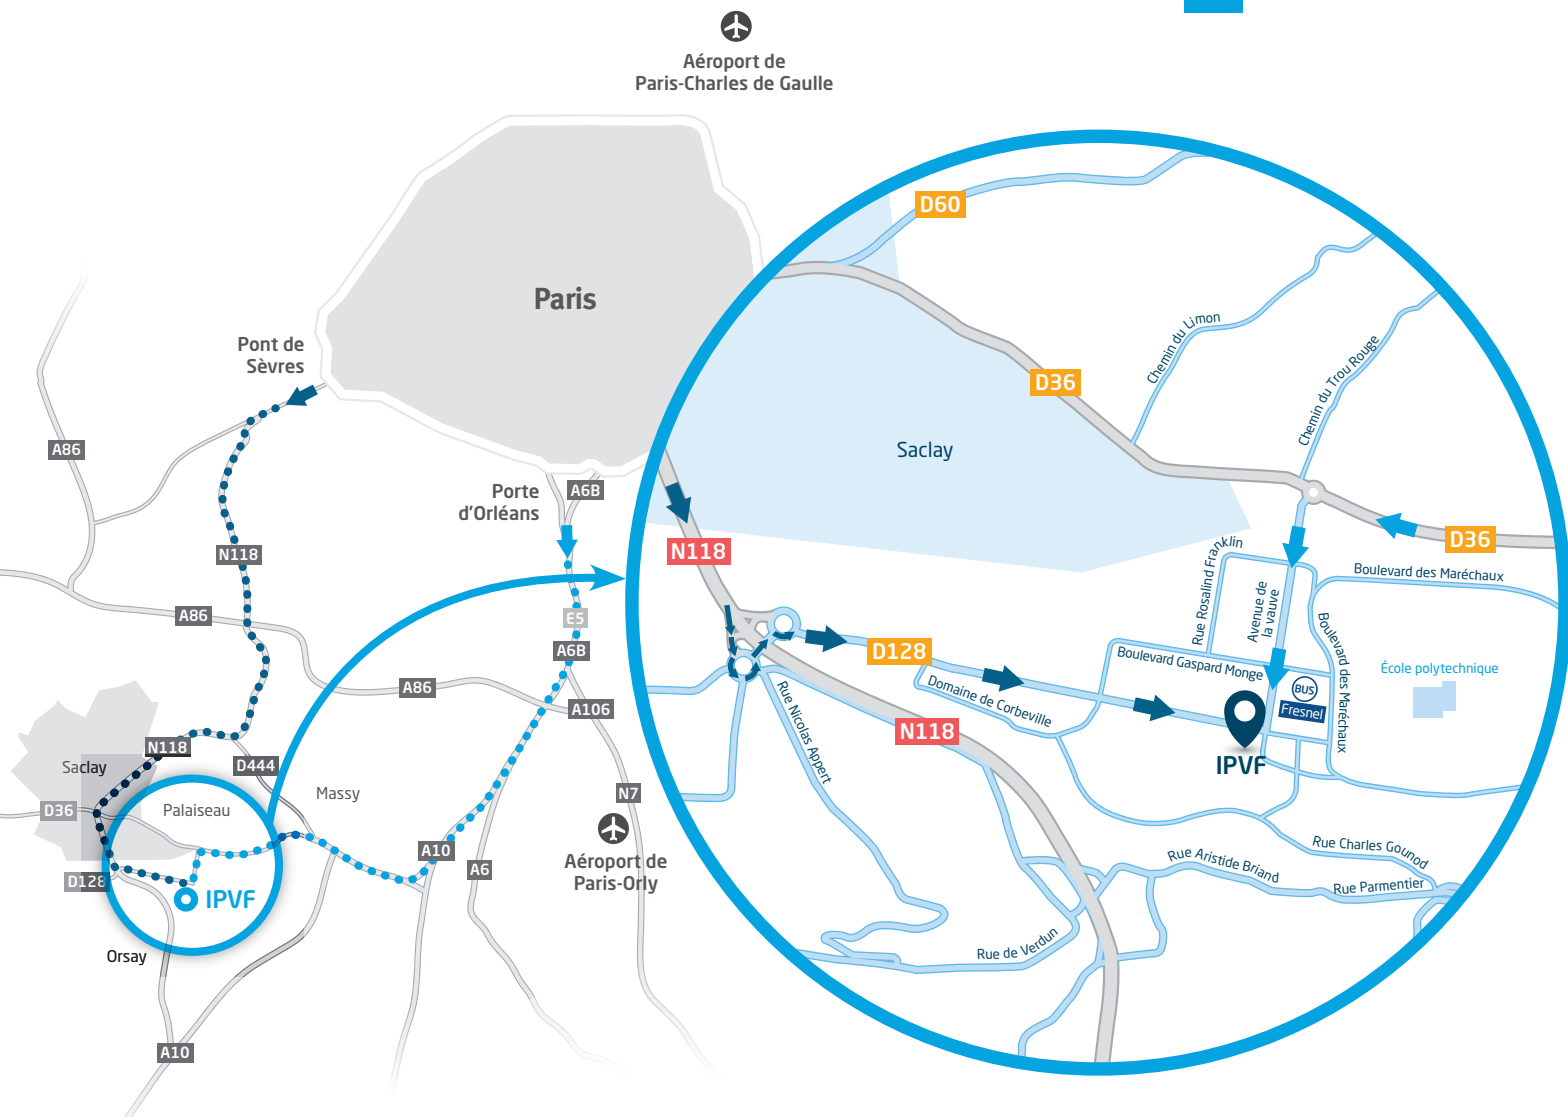 Aéroport de
Paris-Charles de Gaulle
Paris
Pont de
Sèvres
A86
N118
A86
A86
Porte
d'Orléans
A6B
E5
A6B
A106
N118
D444
Saclay
D36
Palaiseau
Massy
D128
IPVF
Orsay
A10
A10
A6
N7
Aéroport de
Paris-Orly
D60
D36
Saclay
Chemin du Limon
Chemin du Trou Rouge
D36
N118
Rue Rosalind Franklin
Avenue de
la vauve
Boulevard des Maréchaux
Boulevard des Maréchaux
D128
Boulevard Gaspard Monge
École polytechnique
BUS
Fresnel
Domaine de Corbeville
Rue Nicolas Appert
N118
IPVF
Rue Charles Gounod
Rue Aristide Briand
Rue Parmentier
Rue de Verdun